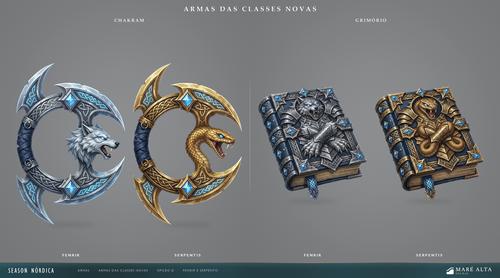 ARMAS DAS CLASSES NOVAS
CHAKRAM
GRIMÓRIO
FENRIR
SERPENTIS
FENRIR
SERPENTIS
SEASON NÓRDICA
ARMAS
ARMAS DAS CLASSES NOVAS
FENRIR E SERPENTIS
MARÉ ALTA